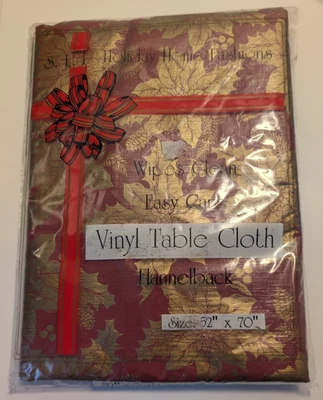 Holiday Home Fashions
Wipes Clean
Easy Care
Vinyl Table Cloth
Flannelback
Size: 52" x 70"